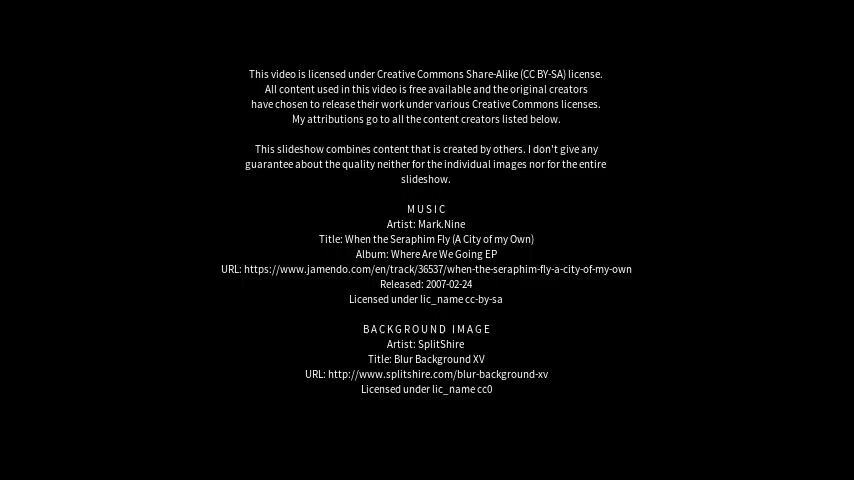 This video is licensed under Creative Commons Share-Alike (CC BY-SA) license.
All content used in this video is free available and the original creators
have chosen to release their work under various Creative Commons licenses.
My attributions go to all the content creators listed below.
This slideshow combines content that is created by others. I don't give any
guarantee about the quality neither for the individual images nor for the entire
slideshow.
MUSIC
Artist: Mark.Nine
Title: When the Seraphim Fly (A City of my Own)
Album: Where Are We Going EP
URL: https://www.jamendo.com/en/track/36537/when-the-seraphim-fly-a-city-of-my-own
Released: 2007-02-24
Licensed under lic_name cc-by-sa
BACKGROUND IMAGE
Artist: SplitShire
Title: Blur Background XV
URL: http://www.splitshire.com/blur-background-xv
Licensed under lic_name cc0